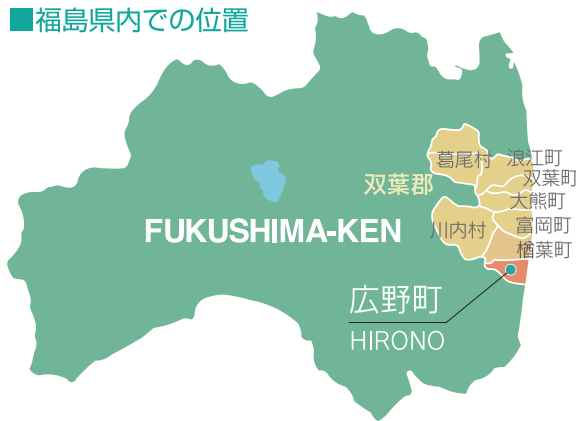 ■福島県内での位置
葛尾村
浪江町
双葉郡
双葉町
大熊町
川内村
富岡町
FUKUSHIMA-KEN
楢葉町
広野町
HIRONO